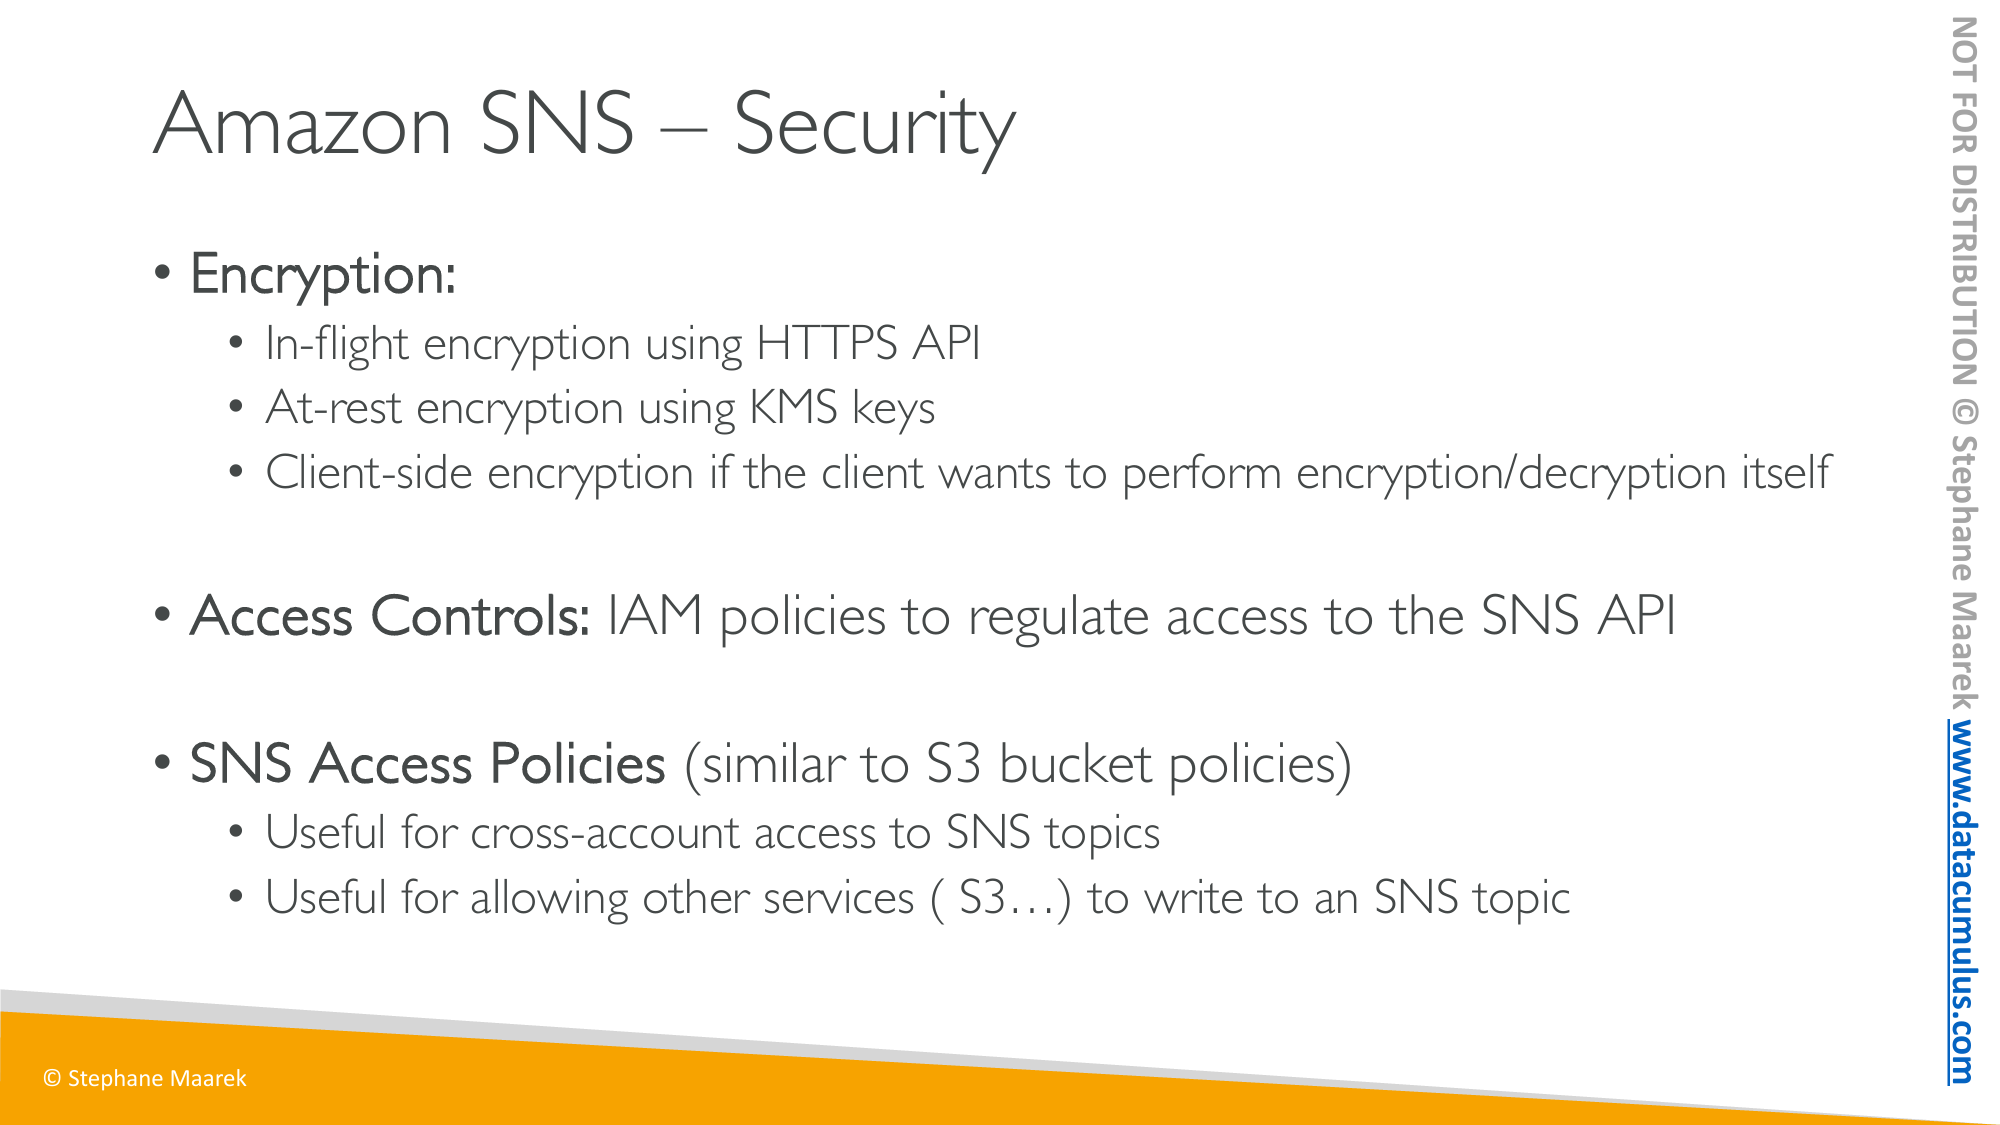 Amazon SNS – Security
• Encryption:
• In-flight encryption using HTTPS API
• At-rest encryption using KMS keys
• Client-side encryption if the client wants to perform encryption/decryption itself
• Access Controls: IAM policies to regulate access to the SNS API
• SNS Access Policies (similar to S3 bucket policies)
• Useful for cross-account access to SNS topics
• Useful for allowing other services ( S3…) to write to an SNS topic
© Stephane Maarek
NOT FOR DISTRIBUTION © Stephane Maarek www.datacumulus.com